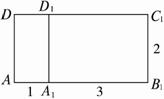 D D₁ C₁
2
A A₁ B₁
1 3